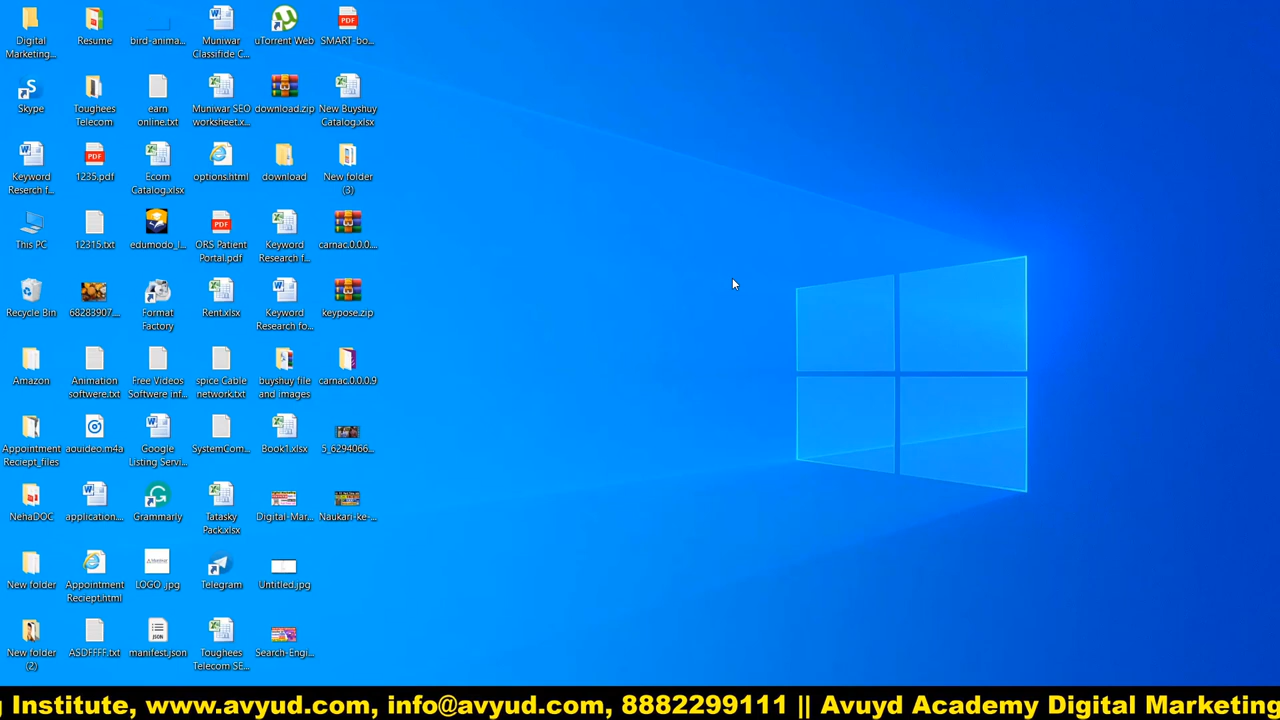 Digital
Marketing...
Resume
bird-anima...
Muniwar
Classifide C...
uTorrent Web
SMART-bo...
Skype
Toughees
Telecom
earn
online.txt
Muniwar SEO
worksheet.x...
download.zip
New Buyshuy
Catalog.xlsx
Keyword
Reserch f...
1235.pdf
Ecom
Catalog.xlsx
options.html
download
New folder
(3)
This PC
12315.txt
edumodo_l...
ORS Patient
Portal.pdf
Keyword
Research f...
carnac.0.0.0....
Recycle Bin
68283907_...
Format
Factory
Rent.xlsx
Keyword
Research fo...
keypose.zip
Amazon
Animation
softwere.txt
Free Videos
Softwere inf...
spice Cable
network.txt
buyshuy file
and images
carnac.0.0.0.9
Appointment
Reciept_files
aouideo.m4a
Google
Listing Servi...
SystemCom...
Book1.xlsx
5_6294066...
NehaDOC
application....
Grammarly
Tatasky
Pack.xlsx
Digital-Mar...
Naukari-ke-...
New folder
Appointment
Reciept.html
LOGO .jpg
Telegram
Untitled.jpg
New folder
(2)
ASDFFFF.txt
manifest.json
Toughees
Telecom SE...
Search-Engi...
Institute, www.avyud.com, info@avyud.com, 8882299111 || Avuyd Academy Digital Marketing